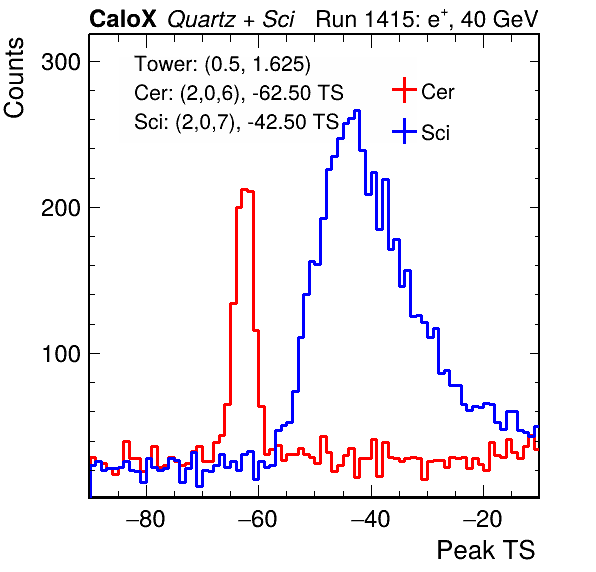 CaloX Quartz + Sci Run 1415: e⁺, 40 GeV
Counts
Tower: (0.5, 1.625)
Cer: (2,0,6), -62.50 TS
Sci: (2,0,7), -42.50 TS
Cer
Sci
300
200
100
−80 −60 −40 −20
Peak TS